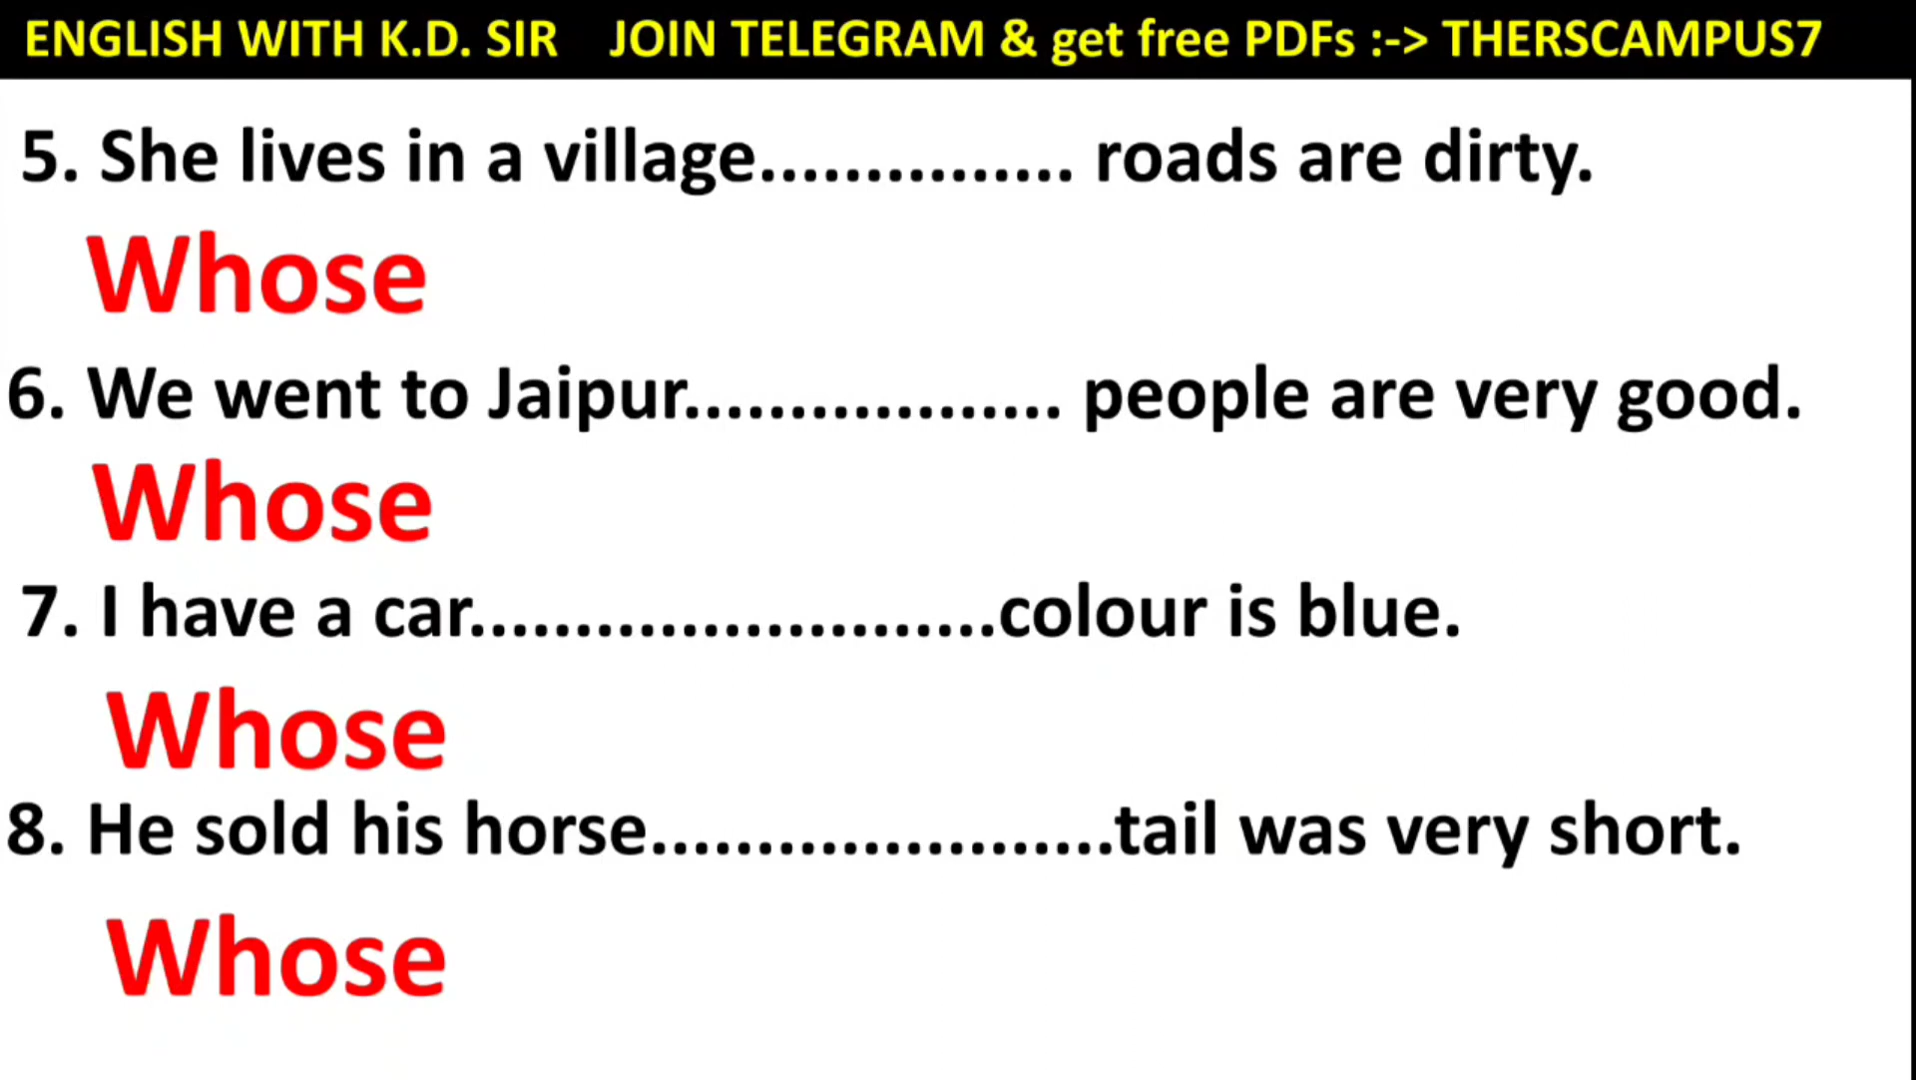 ENGLISH WITH K.D. SIR JOIN TELEGRAM & get free PDFs :-> THERSCAMPUS7
5. She lives in a village............... roads are dirty.
Whose
6. We went to Jaipur.................. people are very good.
Whose
7. I have a car.........................colour is blue.
Whose
8. He sold his horse......................tail was very short.
Whose